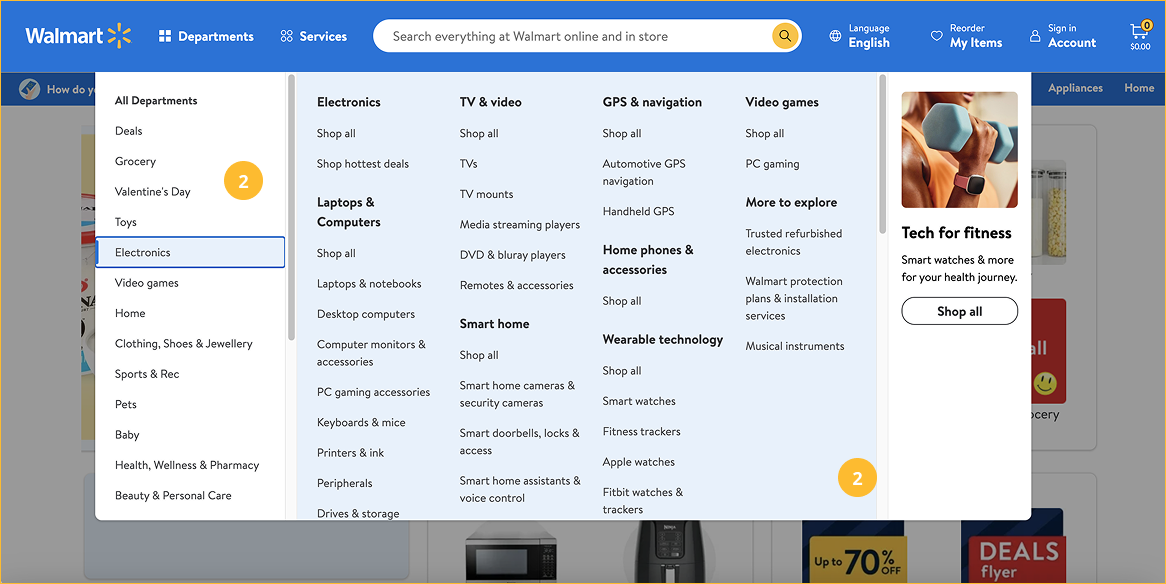 Walmart
Departments
Services
Search everything at Walmart online and in store
Language
English
Reorder
My Items
Sign in
Account
0
$0.00
How do
Appliances
Home
All Departments
Deals
Grocery
Valentine's Day
Toys
Electronics
Video games
Home
Clothing, Shoes & Jewellery
Sports & Rec
Pets
Baby
Health, Wellness & Pharmacy
Beauty & Personal Care
2
Electronics
Shop all
Shop hottest deals
Laptops &
Computers
Shop all
Laptops & notebooks
Desktop computers
Computer monitors &
accessories
PC gaming accessories
Keyboards & mice
Printers & ink
Peripherals
Drives & storage
TV & video
Shop all
TVs
TV mounts
Media streaming players
DVD & bluray players
Remotes & accessories
Smart home
Shop all
Smart home cameras &
security cameras
Smart doorbells, locks &
access
Smart home assistants &
voice control
GPS & navigation
Shop all
Automotive GPS
navigation
Handheld GPS
Home phones &
accessories
Shop all
Wearable technology
Shop all
Smart watches
Fitness trackers
Apple watches
Fitbit watches &
trackers
Video games
Shop all
PC gaming
More to explore
Trusted refurbished
electronics
Walmart protection
plans & installation
services
Musical instruments
2
Tech for fitness
Smart watches & more
for your health journey.
Shop all
Up to 70% OFF
DEALS
flyer